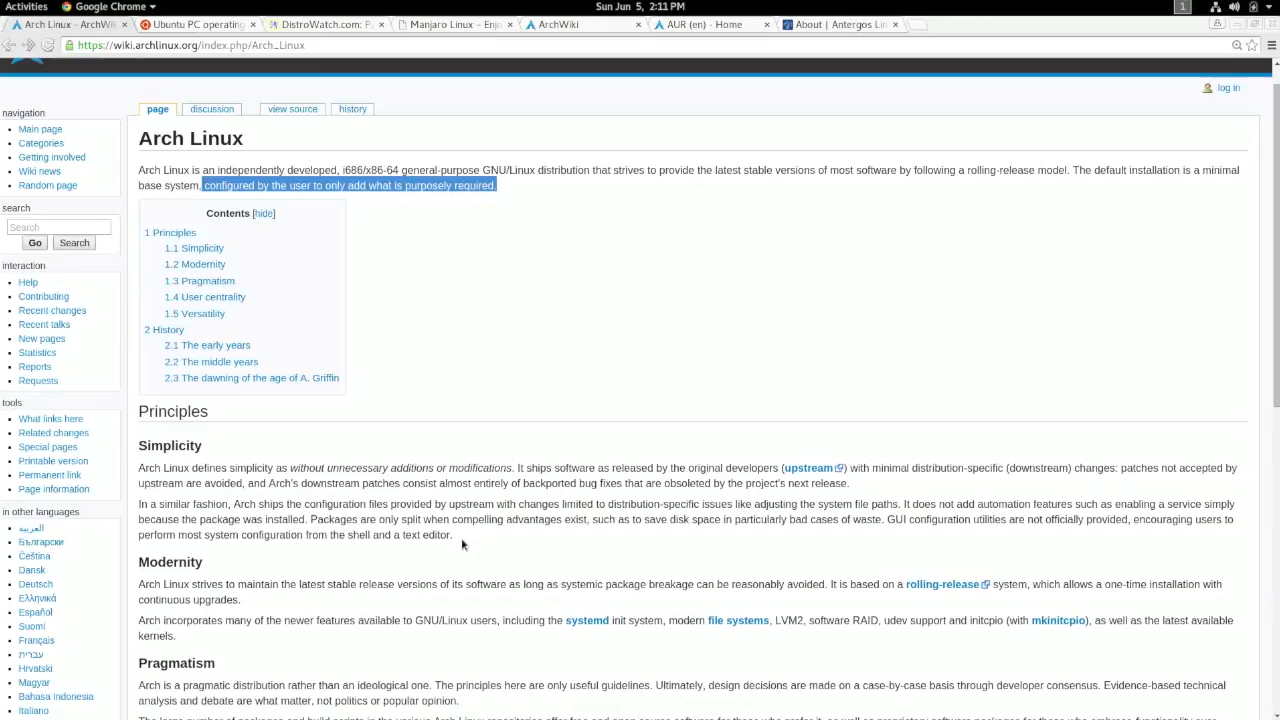 Activities
Google Chrome
Sun Jun 5, 2:11 PM
1
Arch Linux - ArchWik
Ubuntu PC operating
DistroWatch.com: P
Manjaro Linux – Enjo
ArchWiki
AUR (en) - Home
About | Antergos Lin
https://wiki.archlinux.org/index.php/Arch_Linux
log in
page
discussion
view source
history
navigation
Main page
Categories
Getting involved
Wiki news
Random page
search
Search
Go
Search
interaction
Help
Contributing
Recent changes
Recent talks
New pages
Statistics
Reports
Requests
tools
What links here
Related changes
Special pages
Printable version
Permanent link
Page information
in other languages
العربية
Български
Čeština
Dansk
Deutsch
Ελληνικά
Español
Suomi
Français
עברית
Hrvatski
Magyar
Bahasa Indonesia
Italiano
Arch Linux
Arch Linux is an independently developed, i686/x86-64 general-purpose GNU/Linux distribution that strives to provide the latest stable versions of most software by following a rolling-release model. The default installation is a minimal
base system, configured by the user to only add what is purposely required.
Contents [hide]
1 Principles
1.1 Simplicity
1.2 Modernity
1.3 Pragmatism
1.4 User centrality
1.5 Versatility
2 History
2.1 The early years
2.2 The middle years
2.3 The dawning of the age of A. Griffin
Principles
Simplicity
Arch Linux defines simplicity as without unnecessary additions or modifications. It ships software as released by the original developers (upstream) with minimal distribution-specific (downstream) changes: patches not accepted by
upstream are avoided, and Arch's downstream patches consist almost entirely of backported bug fixes that are obsoleted by the project's next release.
In a similar fashion, Arch ships the configuration files provided by upstream with changes limited to distribution-specific issues like adjusting the system file paths. It does not add automation features such as enabling a service simply
because the package was installed. Packages are only split when compelling advantages exist, such as to save disk space in particularly bad cases of waste. GUI configuration utilities are not officially provided, encouraging users to
perform most system configuration from the shell and a text editor.
Modernity
Arch Linux strives to maintain the latest stable release versions of its software as long as systemic package breakage can be reasonably avoided. It is based on a rolling-release system, which allows a one-time installation with
continuous upgrades.
Arch incorporates many of the newer features available to GNU/Linux users, including the systemd init system, modern file systems, LVM2, software RAID, udev support and initcpio (with mkinitcpio), as well as the latest available
kernels.
Pragmatism
Arch is a pragmatic distribution rather than an ideological one. The principles here are only useful guidelines. Ultimately, design decisions are made on a case-by-case basis through developer consensus. Evidence-based technical
analysis and debate are what matter, not politics or popular opinion.